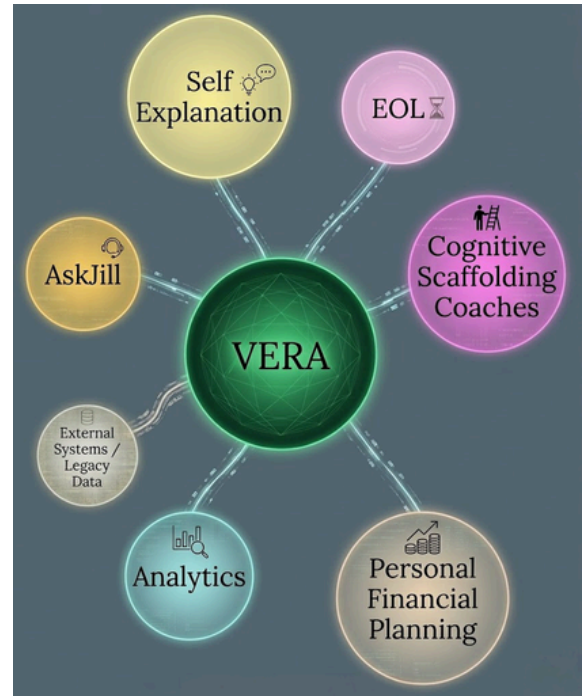 Self
Explanation
EOL
AskJill
Cognitive
Scaffolding
Coaches
VERA
External
Systems /
Legacy
Data
Analytics
Personal
Financial
Planning